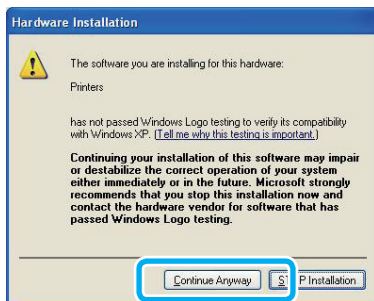 Hardware Installation
The software you are installing for this hardware:
Printers
has not passed Windows Logo testing to verify its compatibility
with Windows XP. (Tell me why this testing is important.)
Continuing your installation of this software may impair
or destabilize the correct operation of your system
either immediately or in the future. Microsoft strongly
recommends that you stop this installation now and
contact the hardware vendor for software that has
passed Windows Logo testing.
Continue Anyway STOP Installation